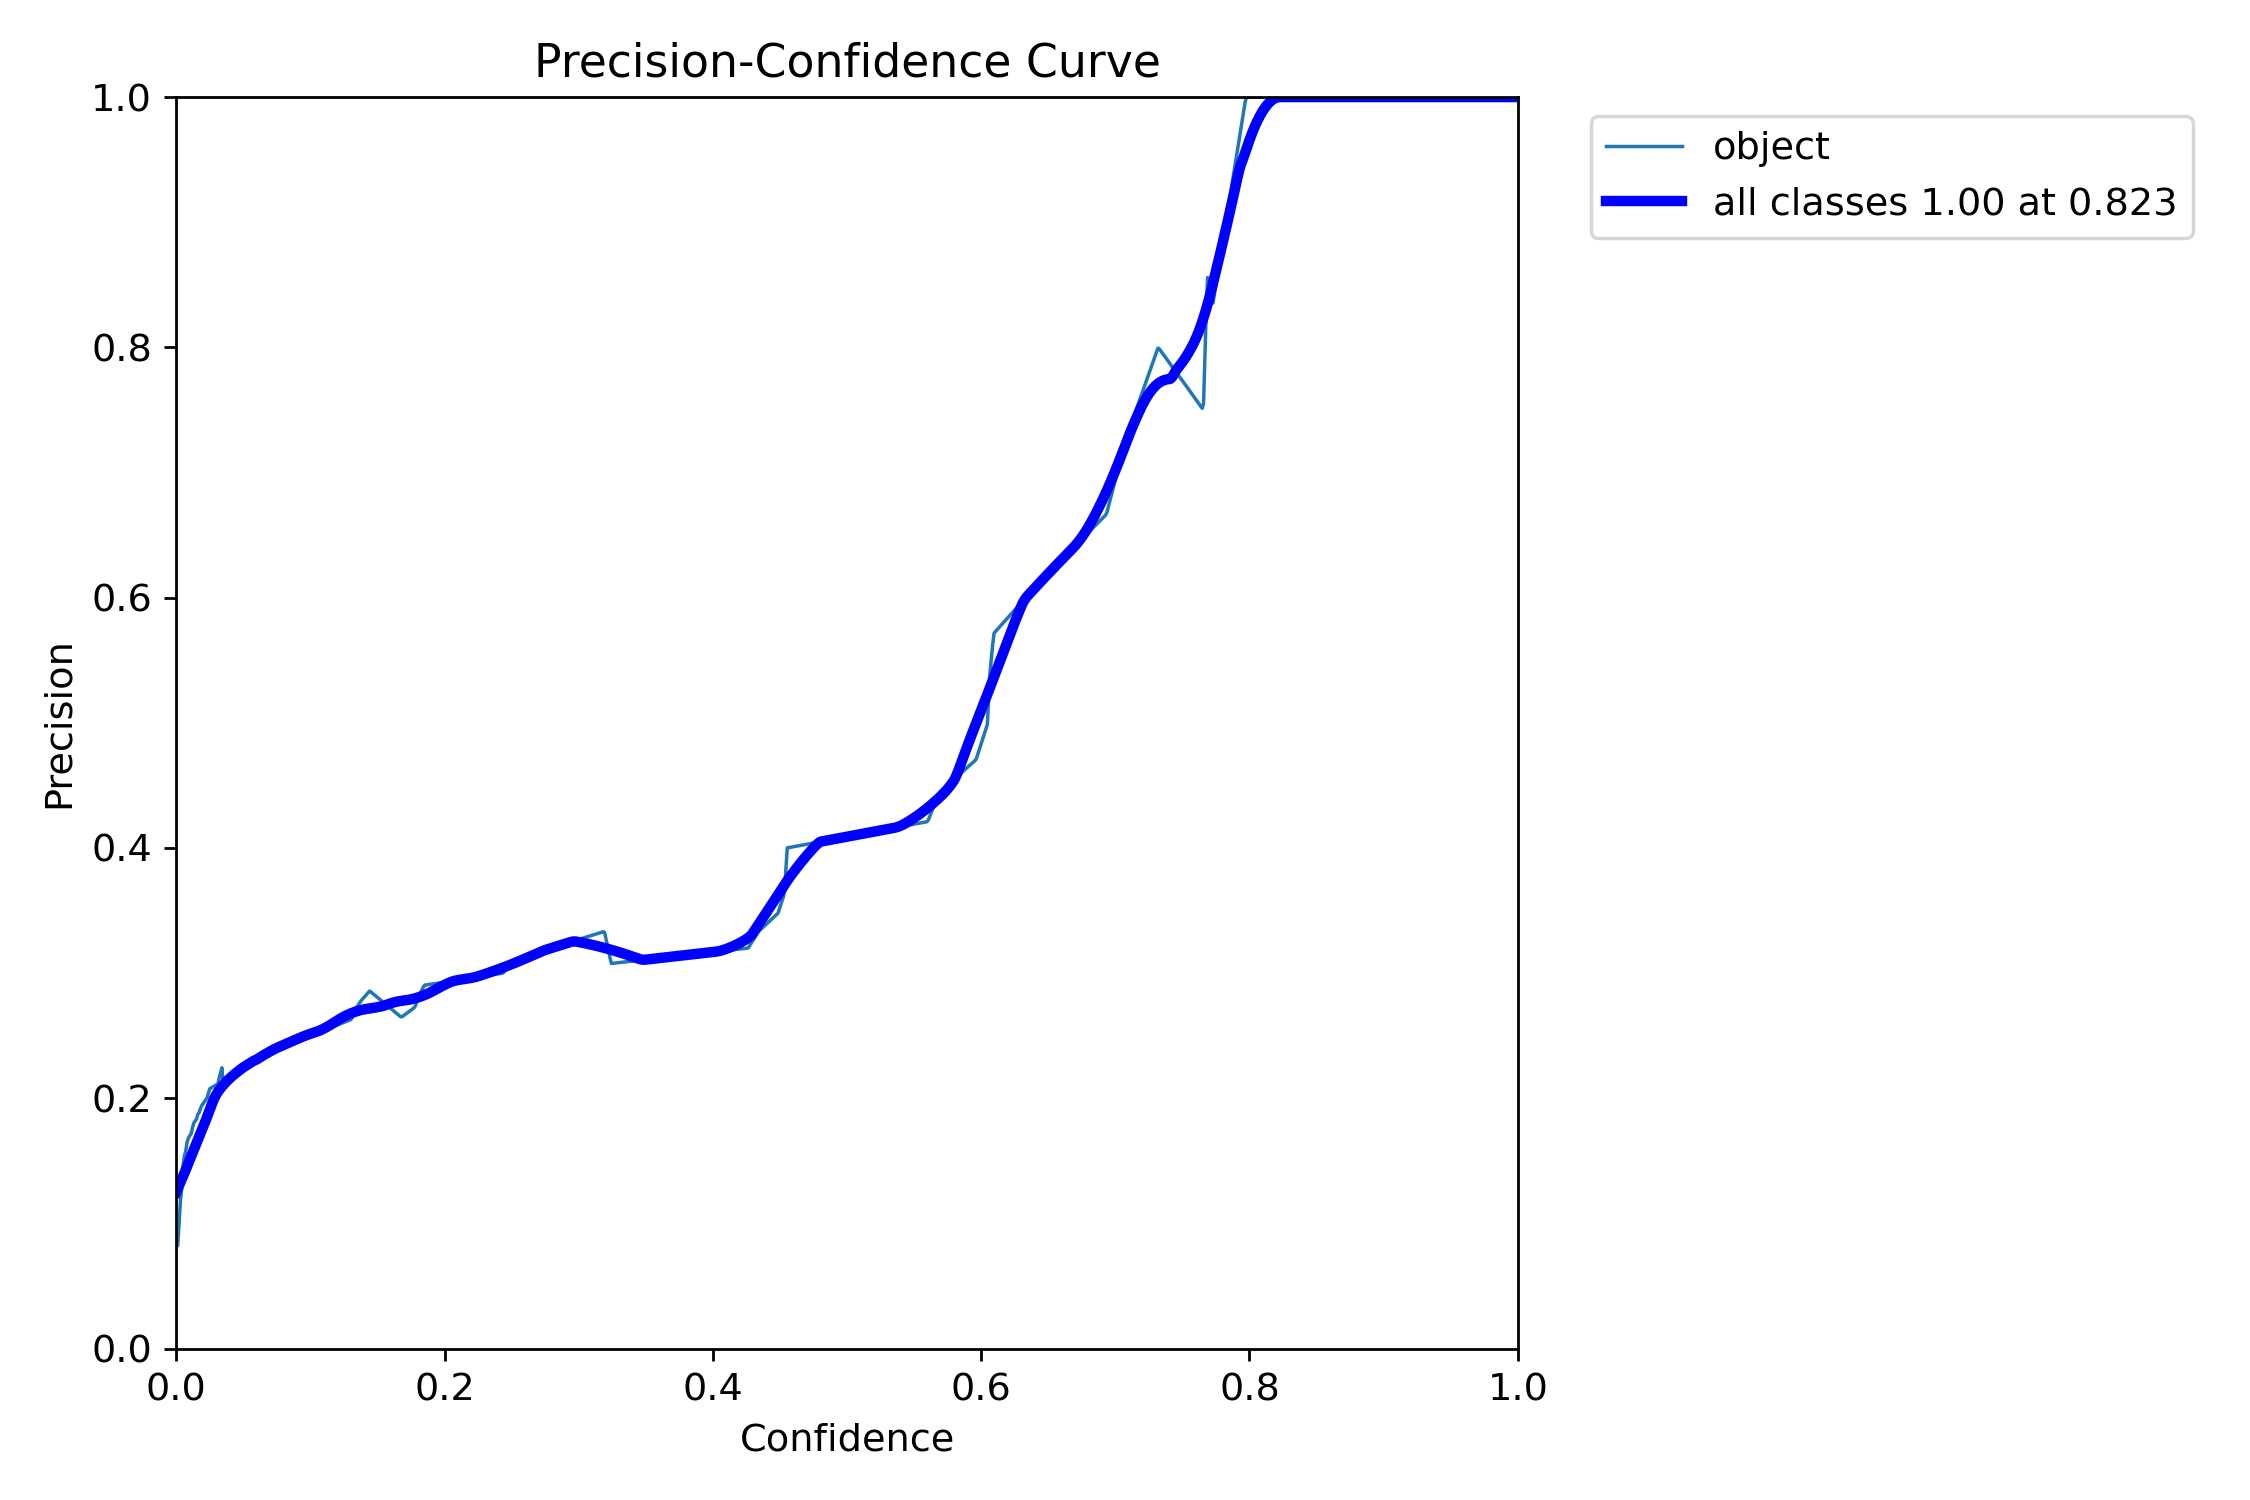 Precision-Confidence Curve
1.0
0.8
0.6
0.4
0.2
0.0
Precision
0.0 0.2 0.4 0.6 0.8 1.0
Confidence
object
all classes 1.00 at 0.823